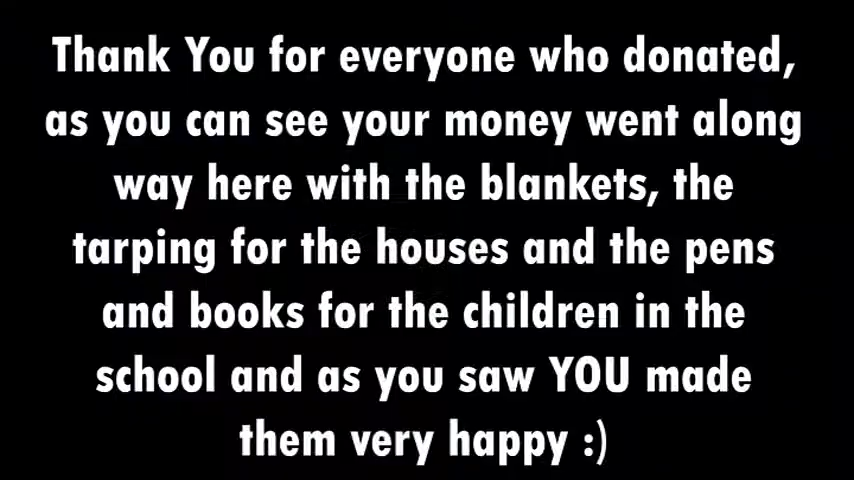 Thank You for everyone who donated,
as you can see your money went along
way here with the blankets, the
tarping for the houses and the pens
and books for the children in the
school and as you saw YOU made
them very happy :)